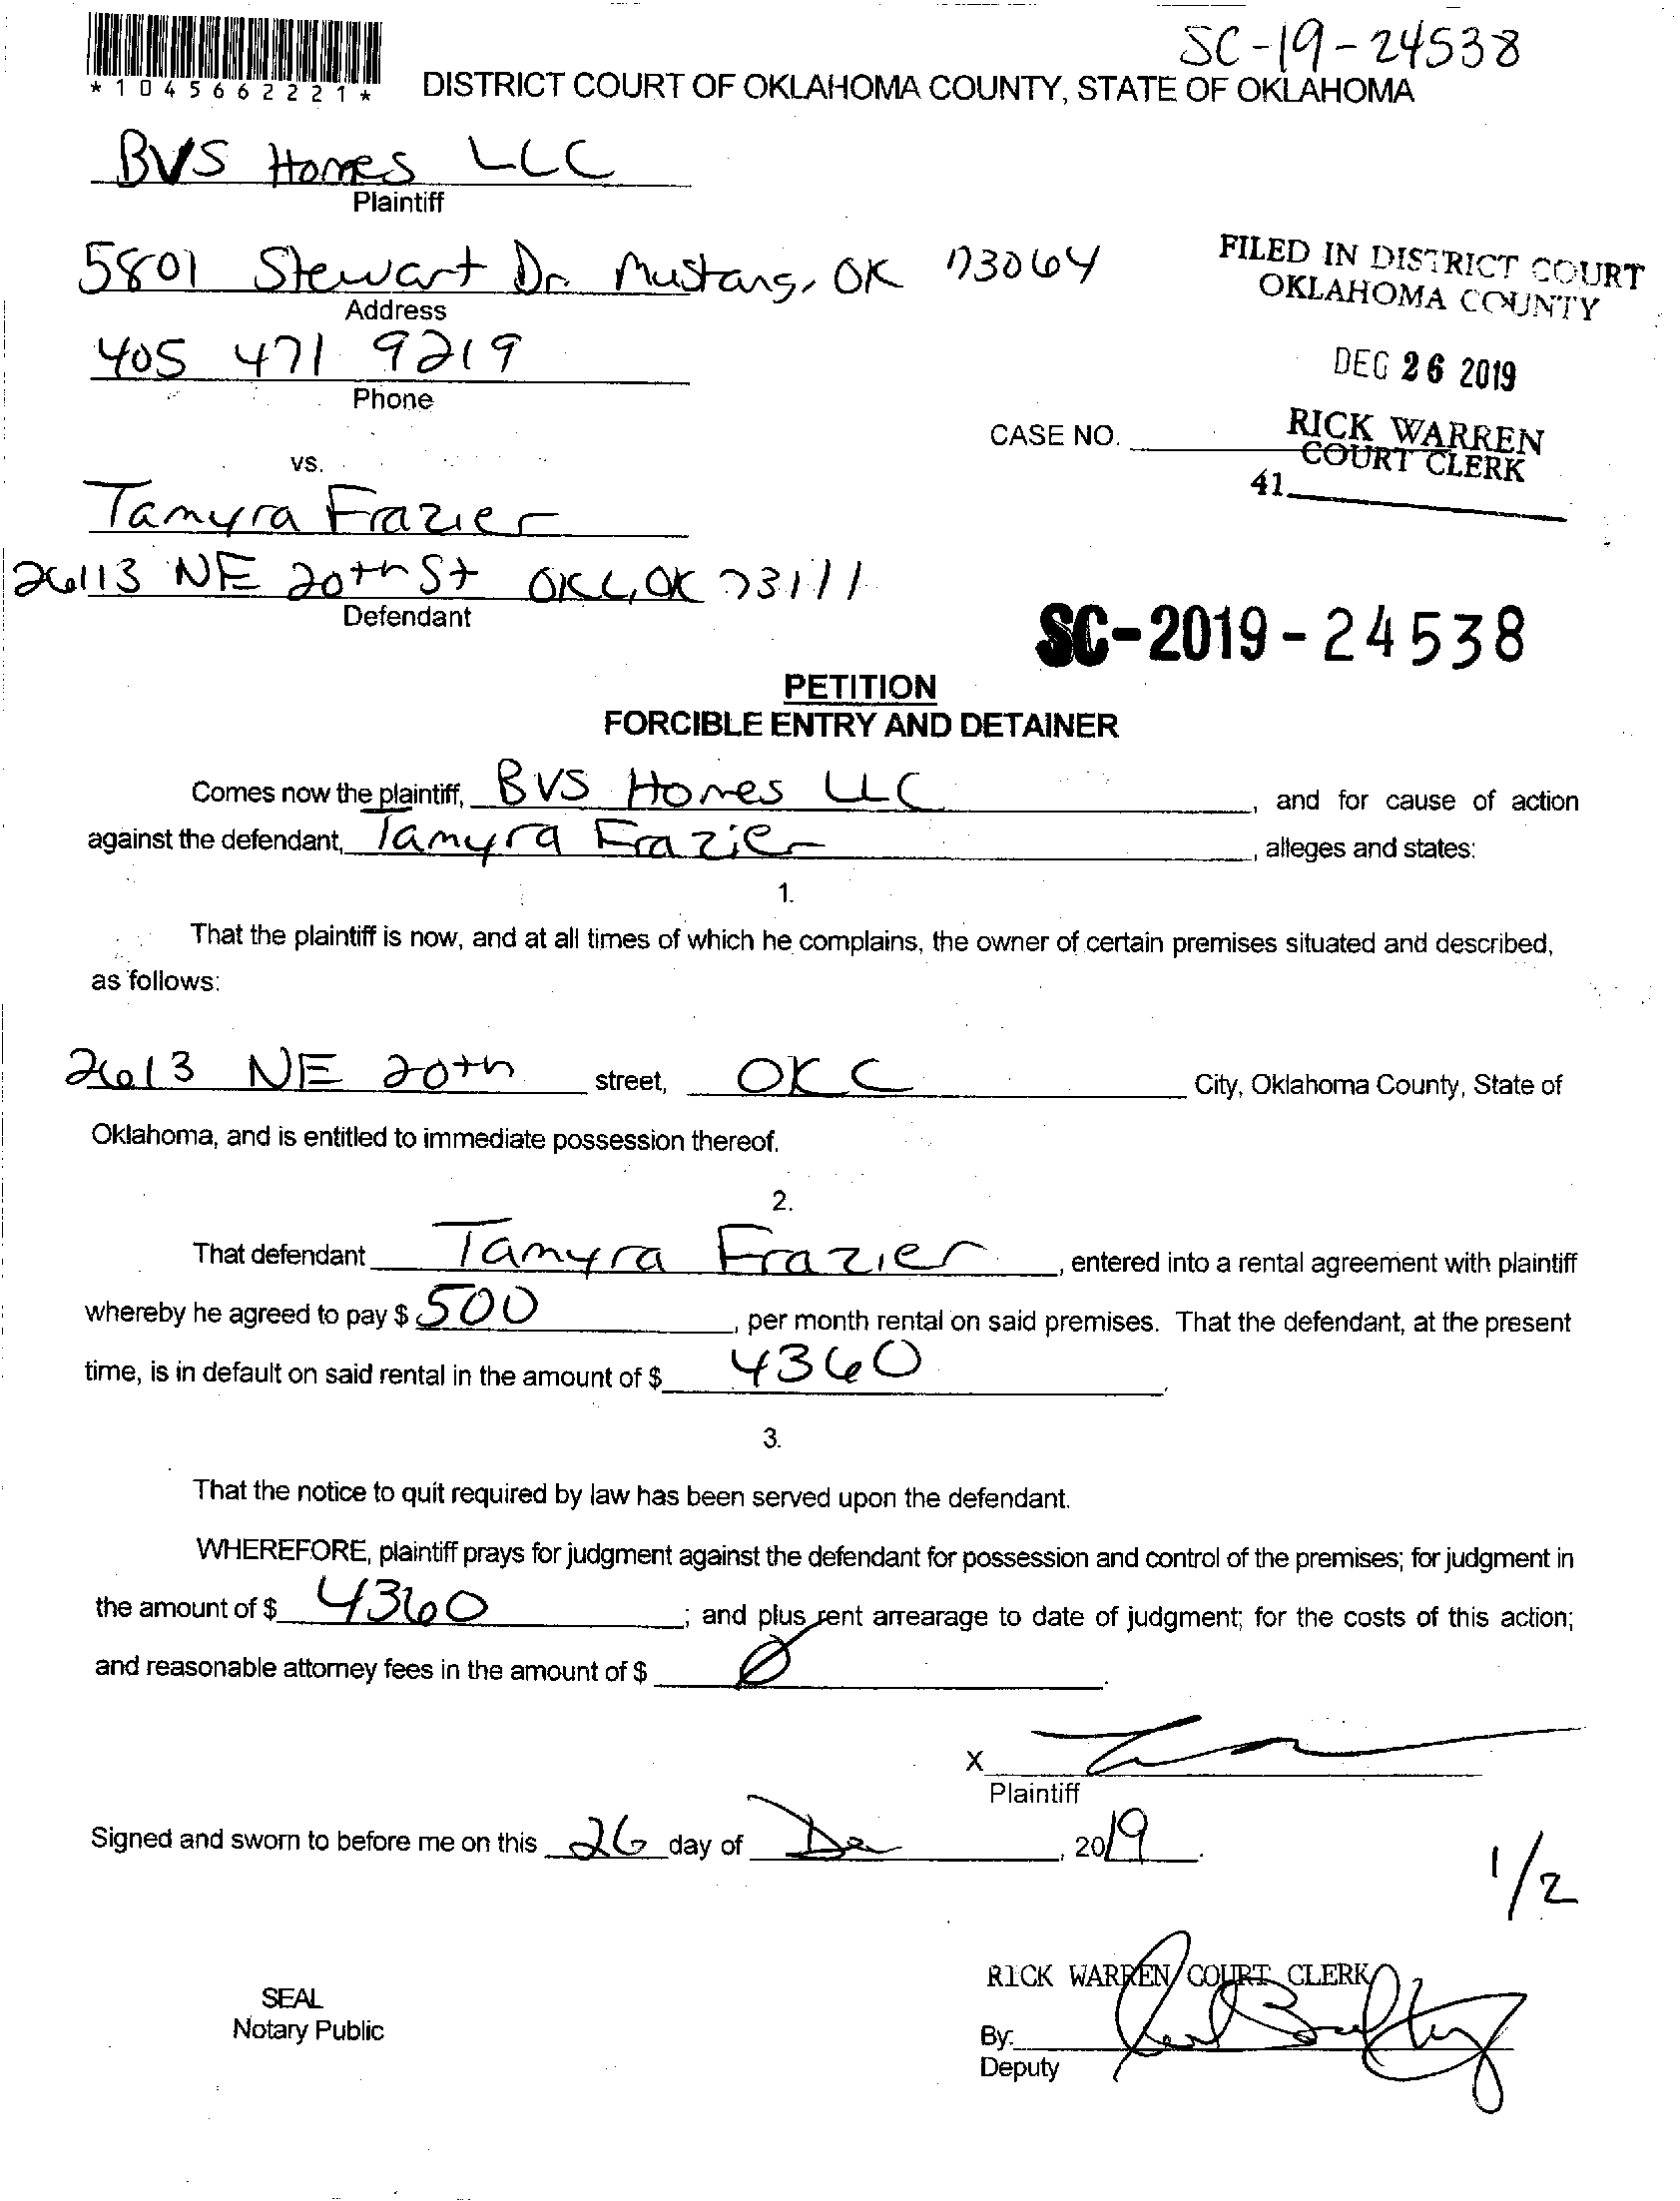 SC-19-24538
*1045662221*
DISTRICT COURT OF OKLAHOMA COUNTY, STATE OF OKLAHOMA
BVS Homes LLC
Plaintiff
5801 Stewart Dr. Mustang, OK 73064
Address
405 471 9219
Phone
FILED IN DISTRICT COURT
OKLAHOMA COUNTY
DEC 26 2019
RICK WARREN
COURT CLERK
41
CASE NO.
vs.
Tamyra Frazier
2613 NE 20th St OKC, OK 73111
Defendant
SC-2019-24538
PETITION
FORCIBLE ENTRY AND DETAINER
Comes now the plaintiff, BVS Homes LLC, and for cause of action
against the defendant, Tamyra Frazier, alleges and states:
1.
That the plaintiff is now, and at all times of which he complains, the owner of certain premises situated and described,
as follows:
2613 NE 20th street, OKC City, Oklahoma County, State of
Oklahoma, and is entitled to immediate possession thereof.
2.
That defendant Tamyra Frazier, entered into a rental agreement with plaintiff
whereby he agreed to pay $ 500, per month rental on said premises. That the defendant, at the present
time, is in default on said rental in the amount of $ 4360.
3.
That the notice to quit required by law has been served upon the defendant.
WHEREFORE, plaintiff prays for judgment against the defendant for possession and control of the premises; for judgment in
the amount of $ 4360; and plus rent arrearage to date of judgment; for the costs of this action;
and reasonable attorney fees in the amount of $ Ø.
X
Plaintiff
Signed and sworn to before me on this 26 day of De, 2019.
1/2
RICK WARREN COURT CLERK
SEAL
Notary Public
By:
Deputy